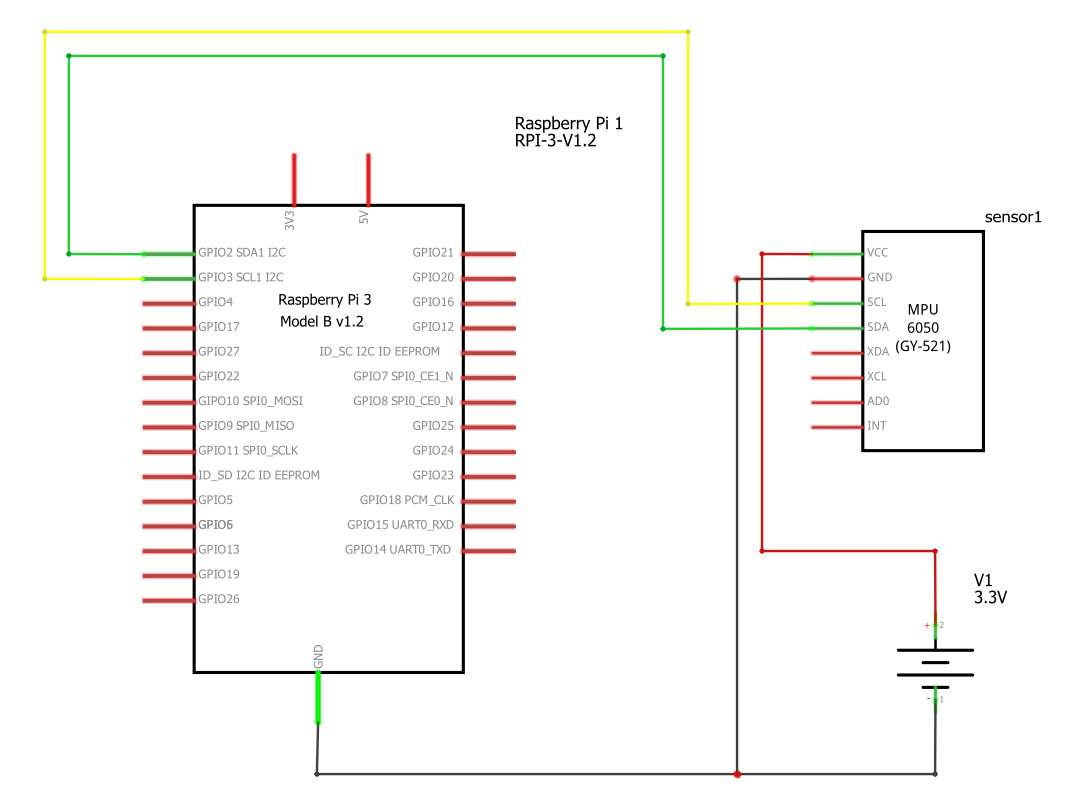 Raspberry Pi 1
RPI-3-V1.2
3V3
5V
sensor1
GPIO2 SDA1 I2C
GPIO3 SCL1 I2C
GPIO4
GPIO17
GPIO27
GPIO22
GIPO10 SPI0_MOSI
GPIO9 SPI0_MISO
GPIO11 SPI0_SCLK
ID_SD I2C ID EEPROM
GPIO5
GPIO6
GPIO13
GPIO19
GPIO26
Raspberry Pi 3
Model B v1.2
GPIO21
GPIO20
GPIO16
GPIO12
ID_SC I2C ID EEPROM
GPIO7 SPI0_CE1_N
GPIO8 SPI0_CE0_N
GPIO25
GPIO24
GPIO23
GPIO18 PCM_CLK
GPIO15 UART0_RXD
GPIO14 UART0_TXD
GND
VCC
GND
SCL
SDA
XDA
XCL
AD0
INT
MPU
6050
(GY-521)
V1
3.3V
+ 2
- 1